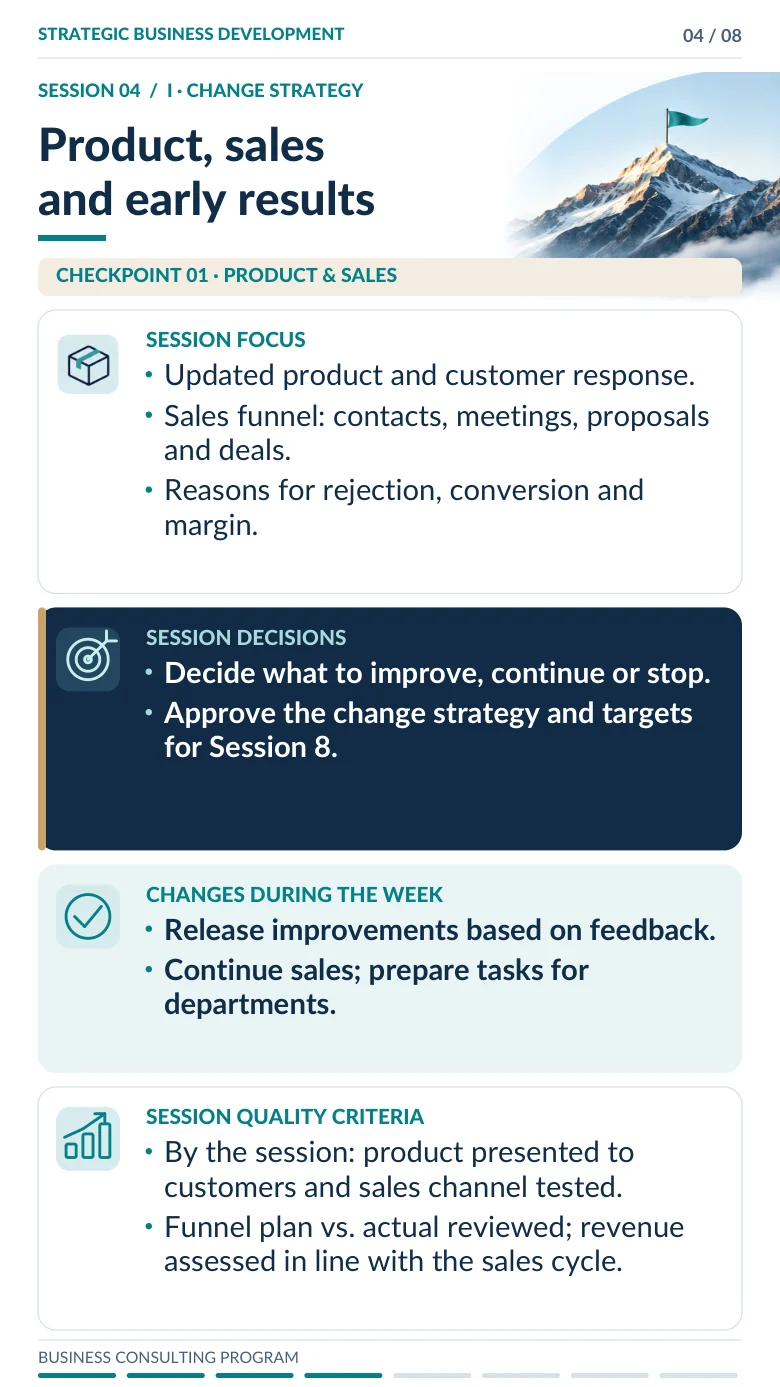 STRATEGIC BUSINESS DEVELOPMENT
04 / 08
SESSION 04 / I · CHANGE STRATEGY
Product, sales
and early results
CHECKPOINT 01 · PRODUCT & SALES
SESSION FOCUS
• Updated product and customer response.
• Sales funnel: contacts, meetings, proposals
and deals.
• Reasons for rejection, conversion and
margin.
SESSION DECISIONS
• Decide what to improve, continue or stop.
• Approve the change strategy and targets
for Session 8.
CHANGES DURING THE WEEK
• Release improvements based on feedback.
• Continue sales; prepare tasks for
departments.
SESSION QUALITY CRITERIA
• By the session: product presented to
customers and sales channel tested.
• Funnel plan vs. actual reviewed; revenue
assessed in line with the sales cycle.
BUSINESS CONSULTING PROGRAM